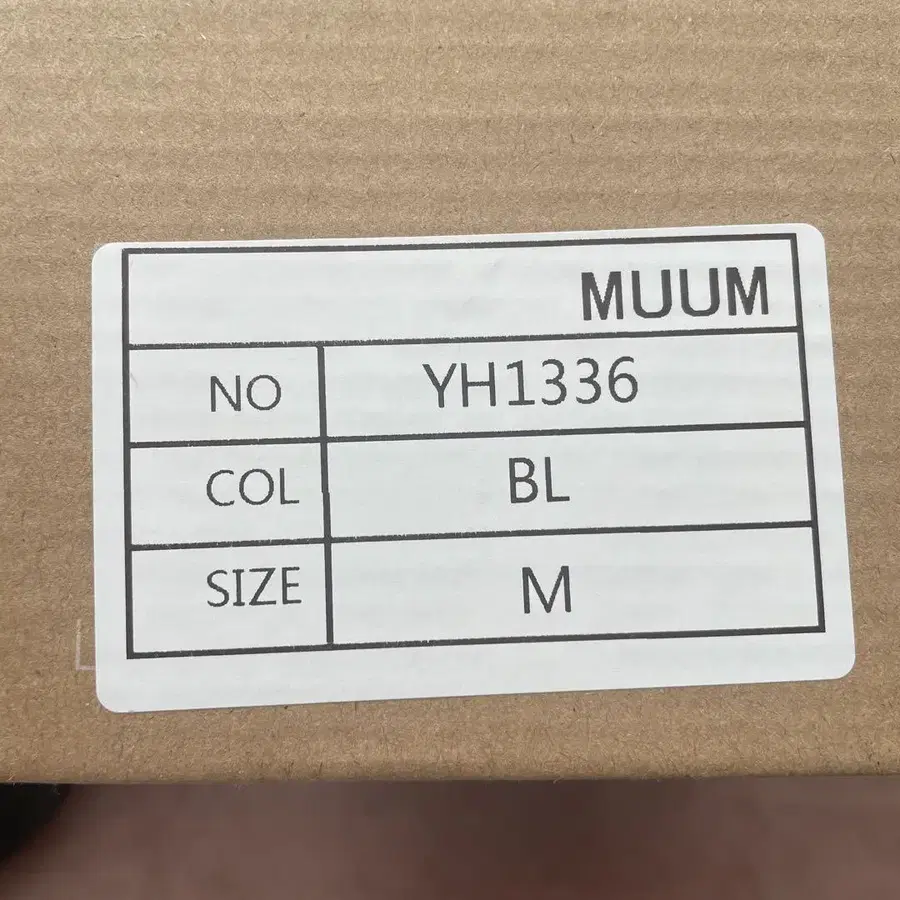 MUUM
NO YH1336
COL BL
SIZE M